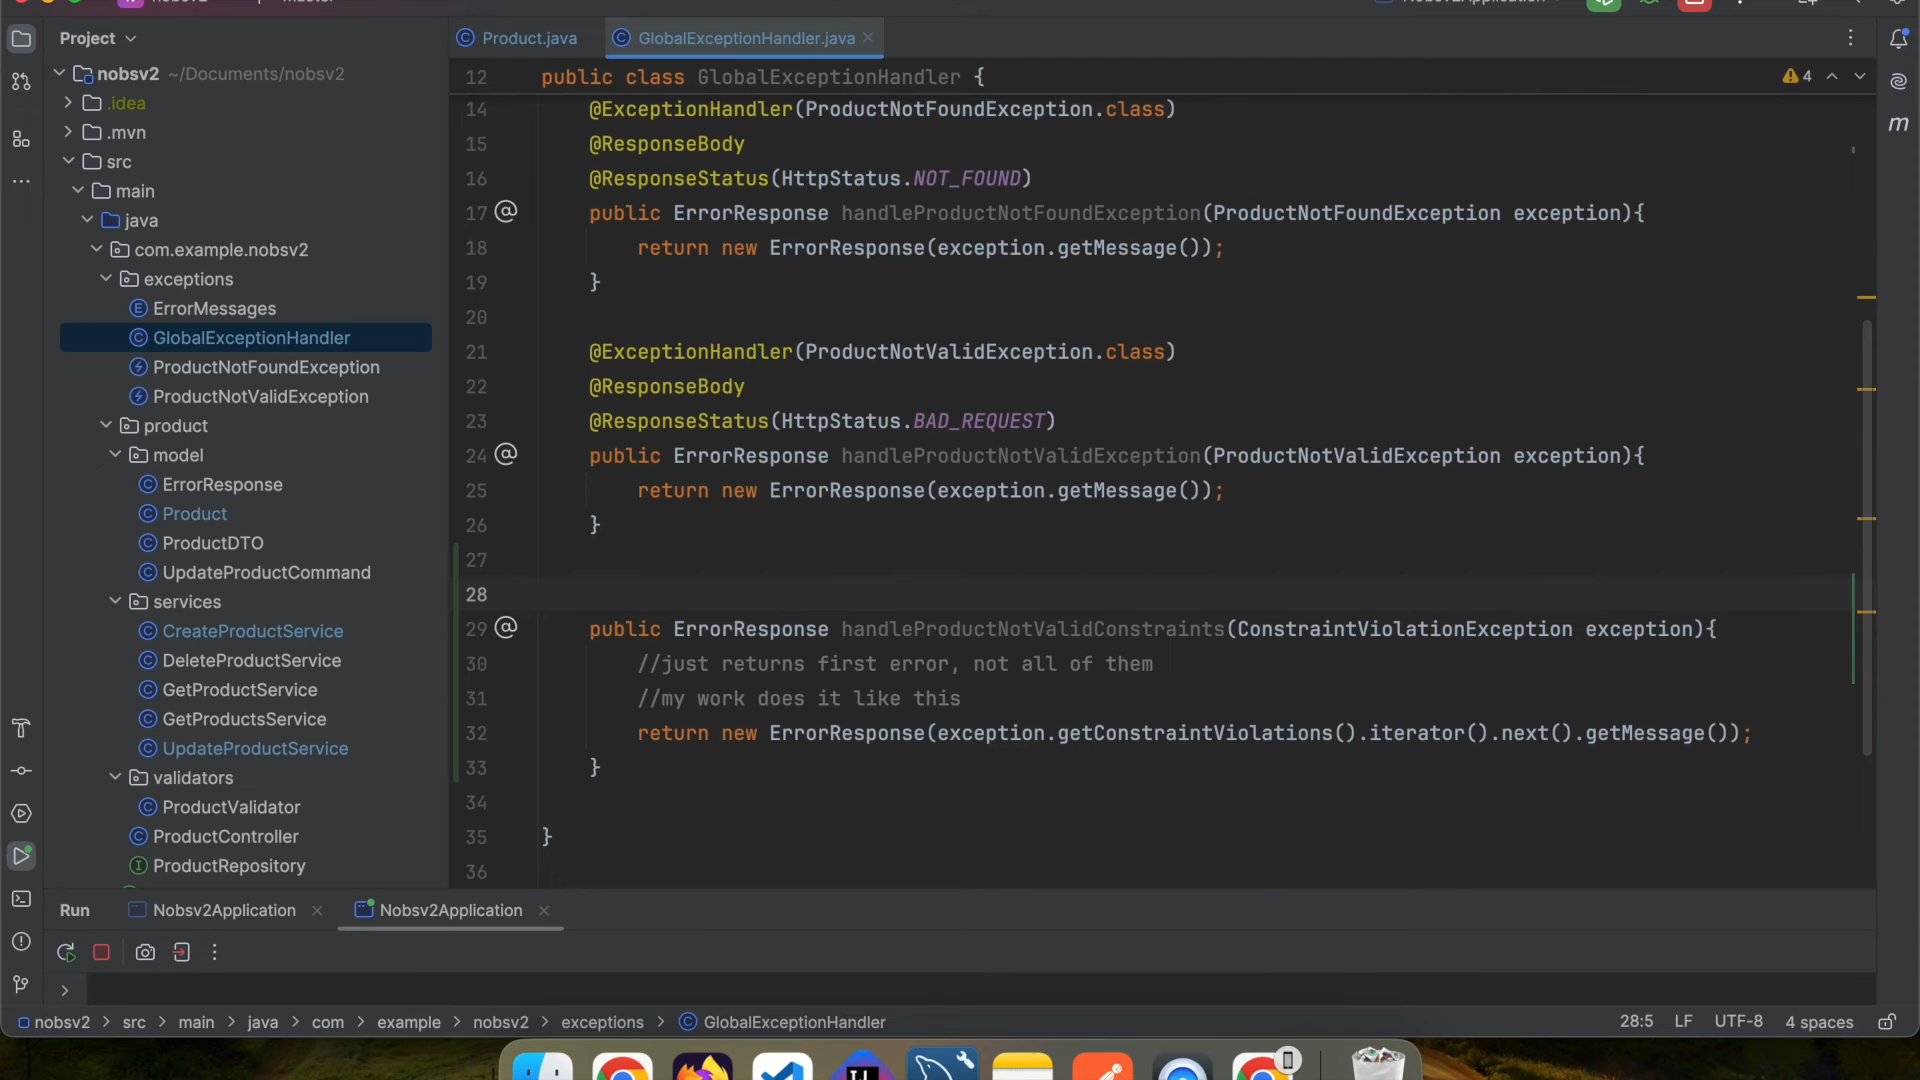 Project
Product.java
GlobalExceptionHandler.java
nobsv2 ~/Documents/nobsv2
.idea
.mvn
src
main
java
com.example.nobsv2
exceptions
ErrorMessages
GlobalExceptionHandler
ProductNotFoundException
ProductNotValidException
product
model
ErrorResponse
Product
ProductDTO
UpdateProductCommand
services
CreateProductService
DeleteProductService
GetProductService
GetProductsService
UpdateProductService
validators
ProductValidator
ProductController
ProductRepository
12 public class GlobalExceptionHandler {
4
14 @ExceptionHandler(ProductNotFoundException.class)
15 @ResponseBody
16 @ResponseStatus(HttpStatus.NOT_FOUND)
17 public ErrorResponse handleProductNotFoundException(ProductNotFoundException exception){
18 return new ErrorResponse(exception.getMessage());
19 }
20
21 @ExceptionHandler(ProductNotValidException.class)
22 @ResponseBody
23 @ResponseStatus(HttpStatus.BAD_REQUEST)
24 public ErrorResponse handleProductNotValidException(ProductNotValidException exception){
25 return new ErrorResponse(exception.getMessage());
26 }
27
28
29 public ErrorResponse handleProductNotValidConstraints(ConstraintViolationException exception){
30 //just returns first error, not all of them
31 //my work does it like this
32 return new ErrorResponse(exception.getConstraintViolations().iterator().next().getMessage());
33 }
34
35 }
36
Run Nobsv2Application Nobsv2Application
nobsv2 > src > main > java > com > example > nobsv2 > exceptions > GlobalExceptionHandler
28:5 LF UTF-8 4 spaces